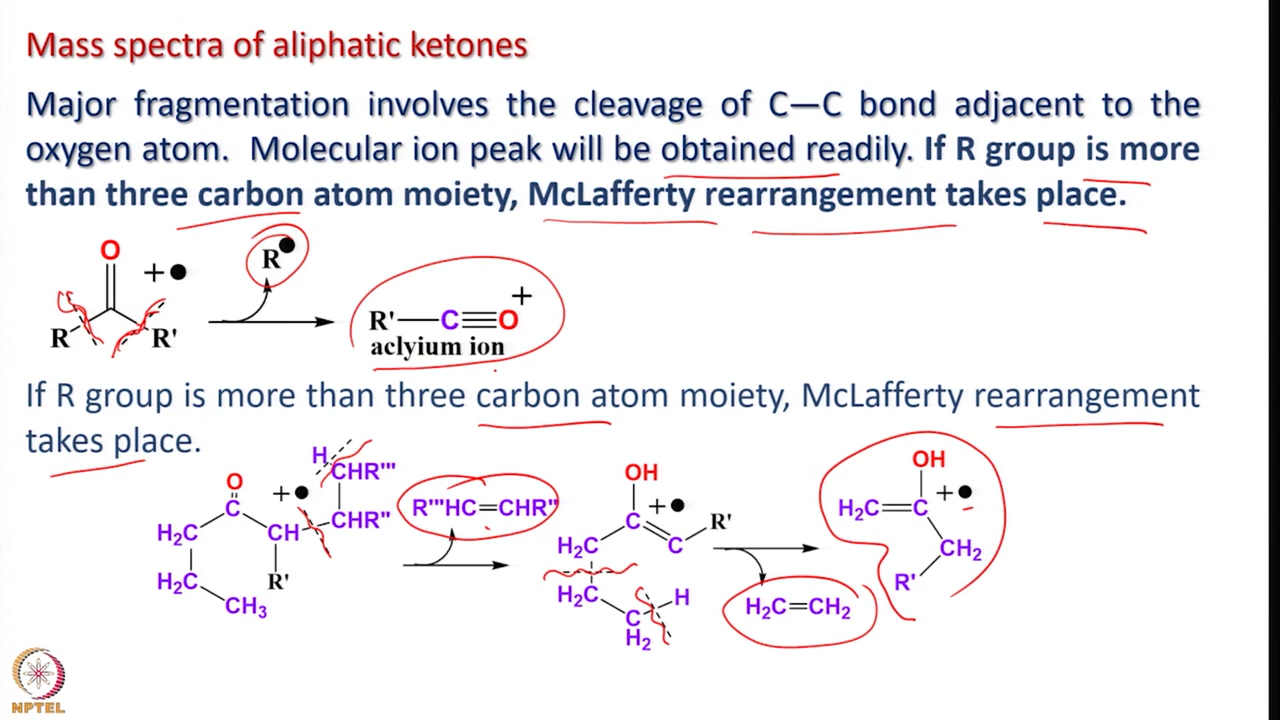 Mass spectra of aliphatic ketones
Major fragmentation involves the cleavage of C—C bond adjacent to the
oxygen atom. Molecular ion peak will be obtained readily. If R group is more
than three carbon atom moiety, McLafferty rearrangement takes place.
O
+●
R●
R
R'
R'—C≡O
+
aclyium ion
If R group is more than three carbon atom moiety, McLafferty rearrangement
takes place.
O
+●
H
CHR'''
H₂C
CH
CHR''
H₂C
R'
CH₃
R'''HC=CHR''
OH
+●
R'
C
H₂C
C
H₂C
H
C
H₂
H₂C=CH₂
OH
+●
H₂C=C
CH₂
R'
NPTEL